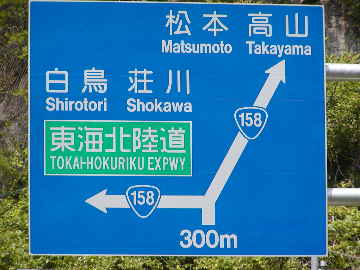 松本 高山
Matsumoto Takayama
白鳥 荘川
Shirotori Shokawa
158
東海北陸道
TOKAI-HOKURIKU EXPWY
158
300m